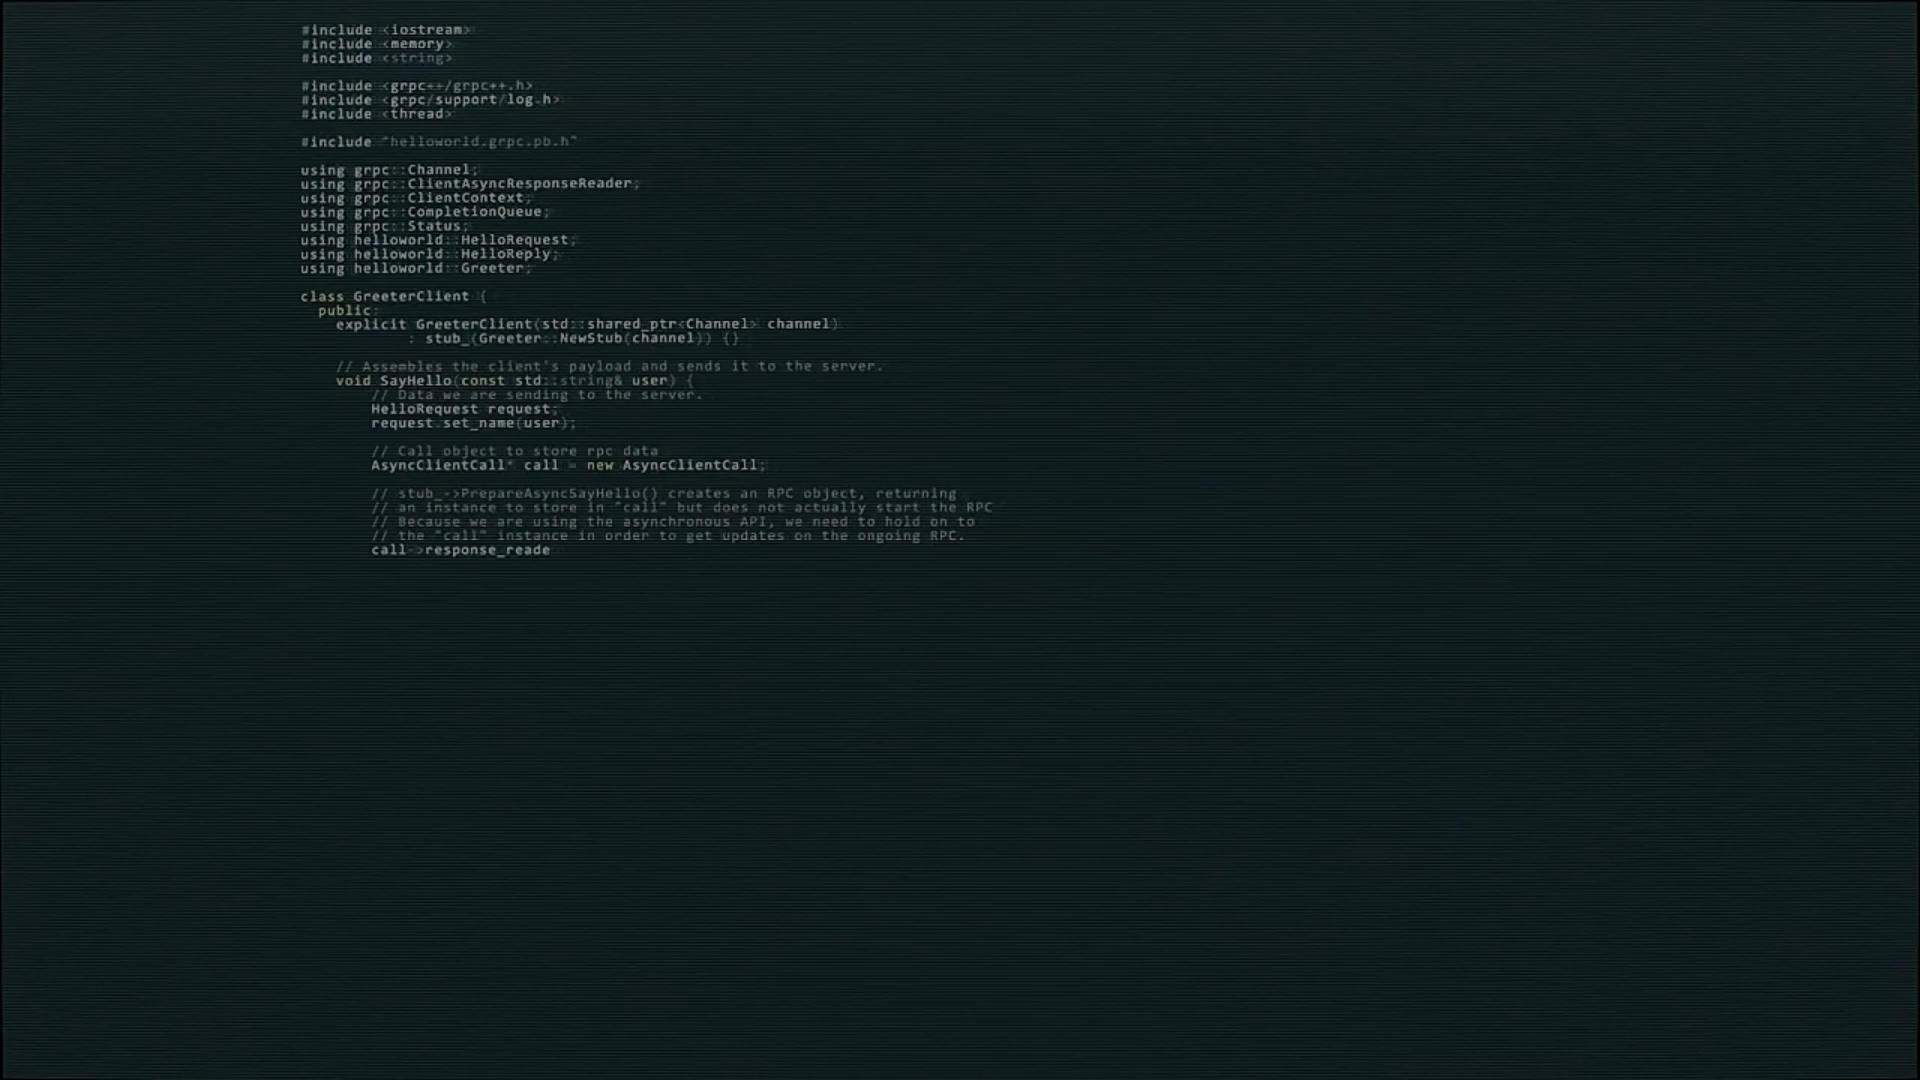 #include <iostream>
#include <memory>
#include <string>
#include <grpc++/grpc++.h>
#include <grpc/support/log.h>
#include <thread>
#include "helloworld.grpc.pb.h"
using grpc::Channel;
using grpc::ClientAsyncResponseReader;
using grpc::ClientContext;
using grpc::CompletionQueue;
using grpc::Status;
using helloworld::HelloRequest;
using helloworld::HelloReply;
using helloworld::Greeter;
class GreeterClient {
public:
explicit GreeterClient(std::shared_ptr<Channel> channel)
: stub_(Greeter::NewStub(channel)) {}
// Assembles the client's payload and sends it to the server.
void SayHello(const std::string& user) {
// Data we are sending to the server.
HelloRequest request;
request.set_name(user);
// Call object to store rpc data
AsyncClientCall* call = new AsyncClientCall;
// stub_->PrepareAsyncSayHello() creates an RPC object, returning
// an instance to store in "call" but does not actually start the RPC
// Because we are using the asynchronous API, we need to hold on to
// the "call" instance in order to get updates on the ongoing RPC.
call->response_reade